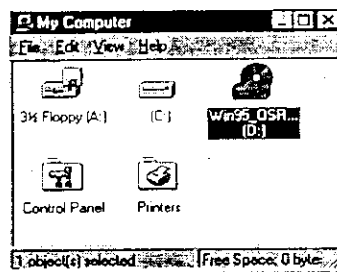 My Computer
File Edit View Help
3½ Floppy (A:)
(C:)
Win95_OSR...
(D:)
Control Panel
Printers
1 object(s) selected
Free Space: 0 byte